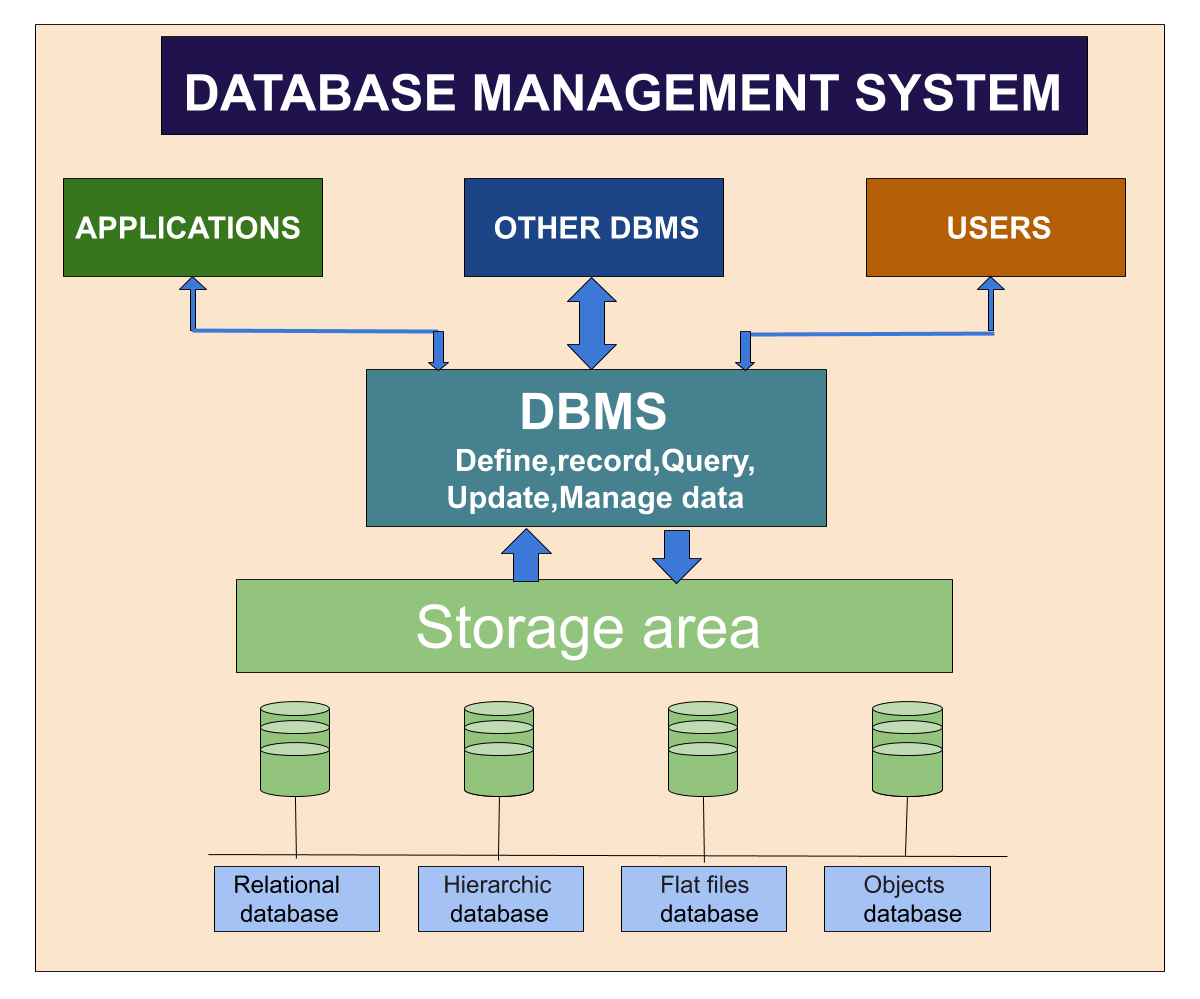 DATABASE MANAGEMENT SYSTEM
APPLICATIONS
OTHER DBMS
USERS
DBMS
Define,record,Query,
Update,Manage data
Storage area
Relational
database
Hierarchic
database
Flat files
database
Objects
database